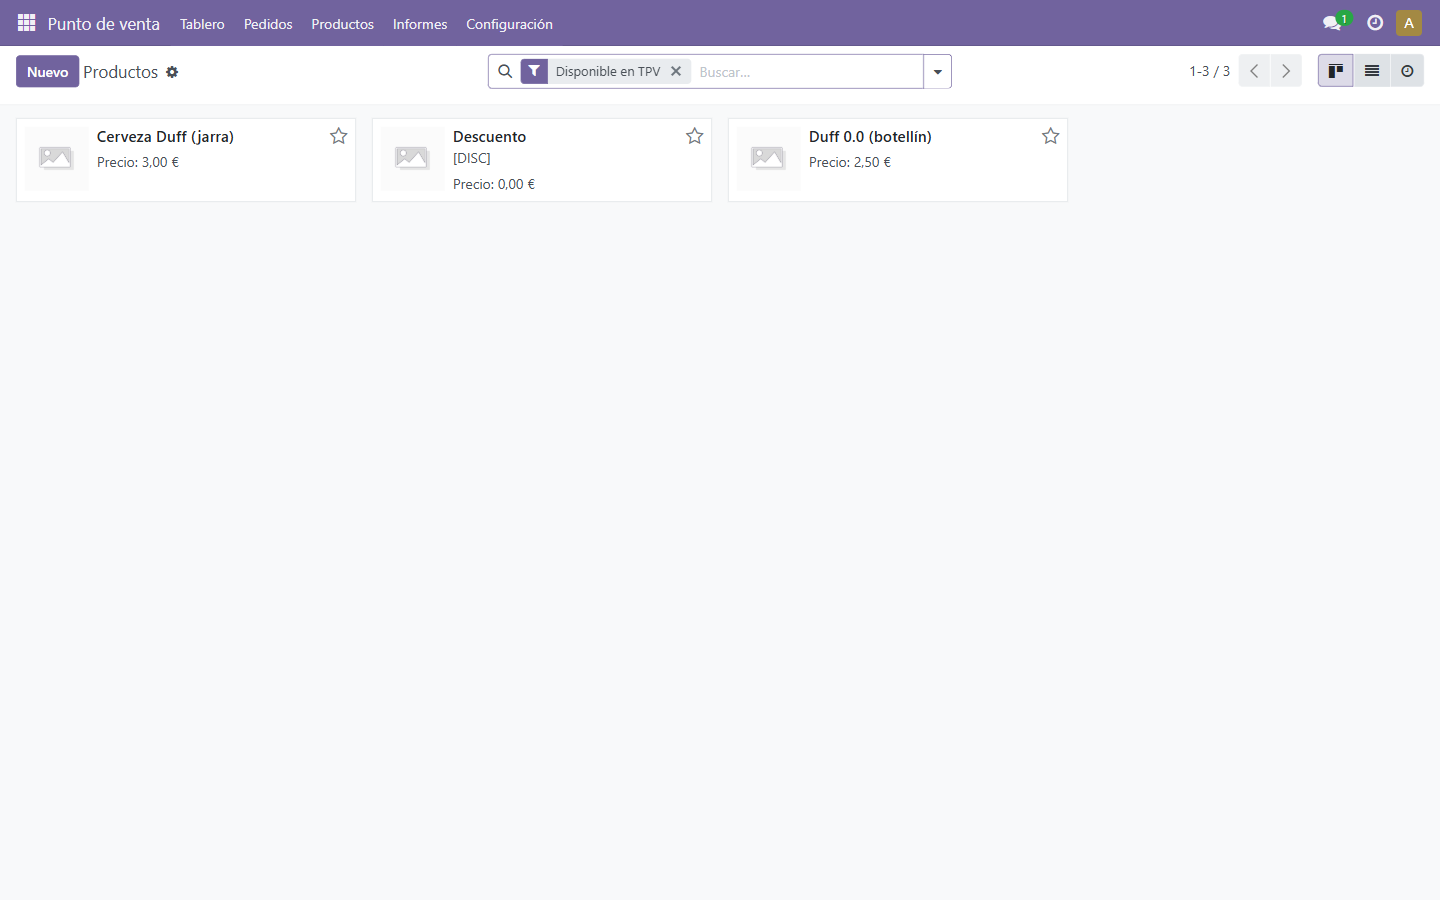 Punto de venta Tablero Pedidos Productos Informes Configuración 1 A
Nuevo Productos Disponible en TPV Buscar... 1-3 / 3
Cerveza Duff (jarra)
Precio: 3,00 €
Descuento
[DISC]
Precio: 0,00 €
Duff 0.0 (botellín)
Precio: 2,50 €